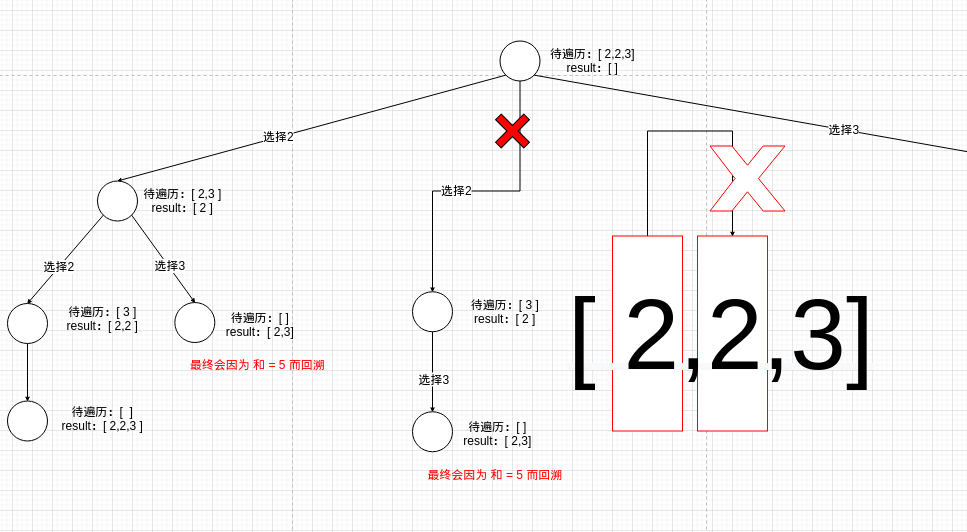 待遍历: [ 2,2,3]
result: [ ]
选择2
选择3
待遍历: [ 2,3 ]
result: [ 2 ]
选择2
选择2
选择3
待遍历: [ 3 ]
result: [ 2,2 ]
待遍历: [ ]
result: [ 2,3]
最终会因为 和 = 5 而回溯
待遍历: [ ]
result: [ 2,2,3 ]
待遍历: [ 3 ]
result: [ 2 ]
选择3
待遍历: [ ]
result: [ 2,3]
最终会因为 和 = 5 而回溯
[ 2,2,3]